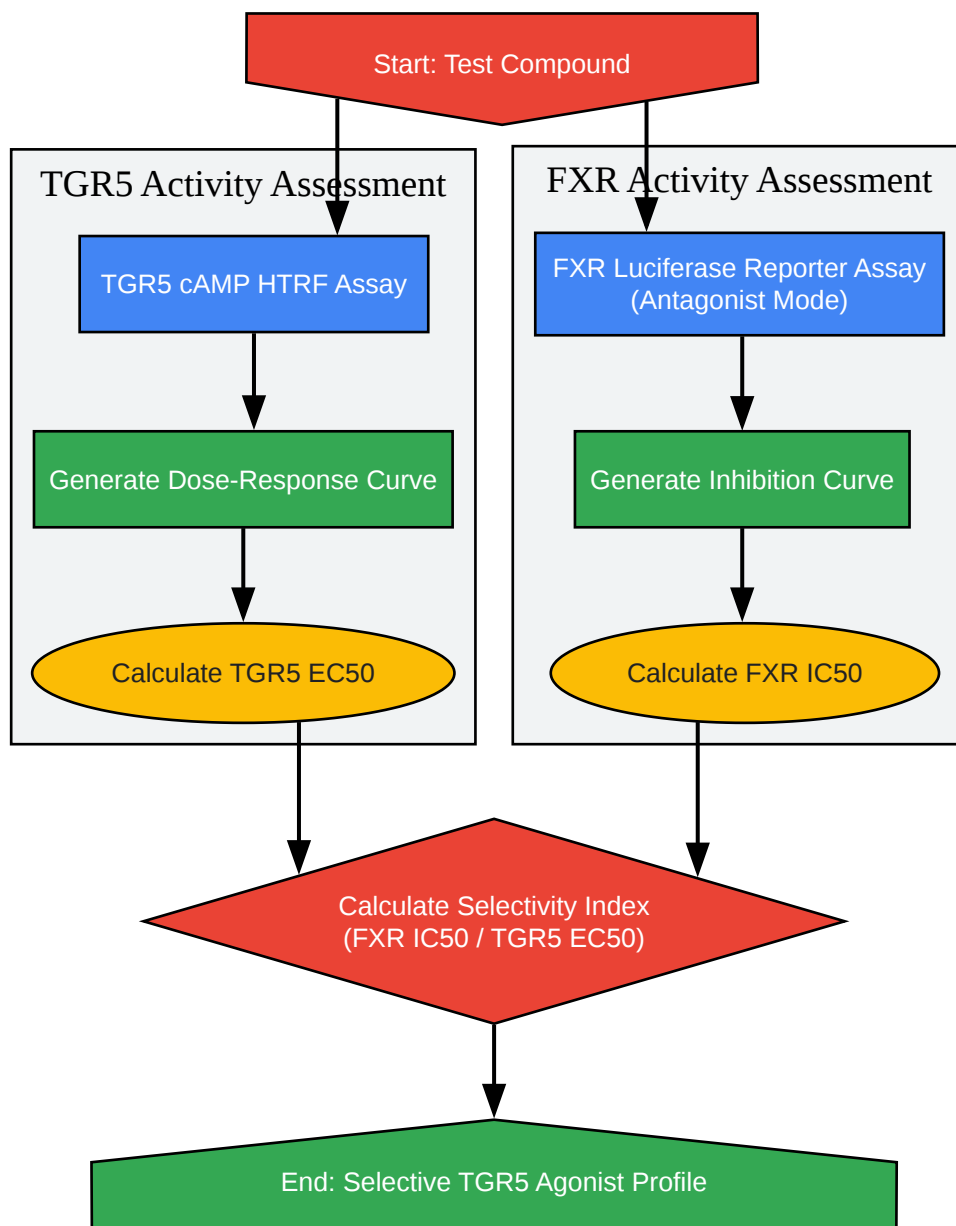 Start: Test Compound
TGR5 Activity Assessment
TGR5 cAMP HTRF Assay
Generate Dose-Response Curve
Calculate TGR5 EC50
FXR Activity Assessment
FXR Luciferase Reporter Assay
(Antagonist Mode)
Generate Inhibition Curve
Calculate FXR IC50
Calculate Selectivity Index
(FXR IC50 / TGR5 EC50)
End: Selective TGR5 Agonist Profile